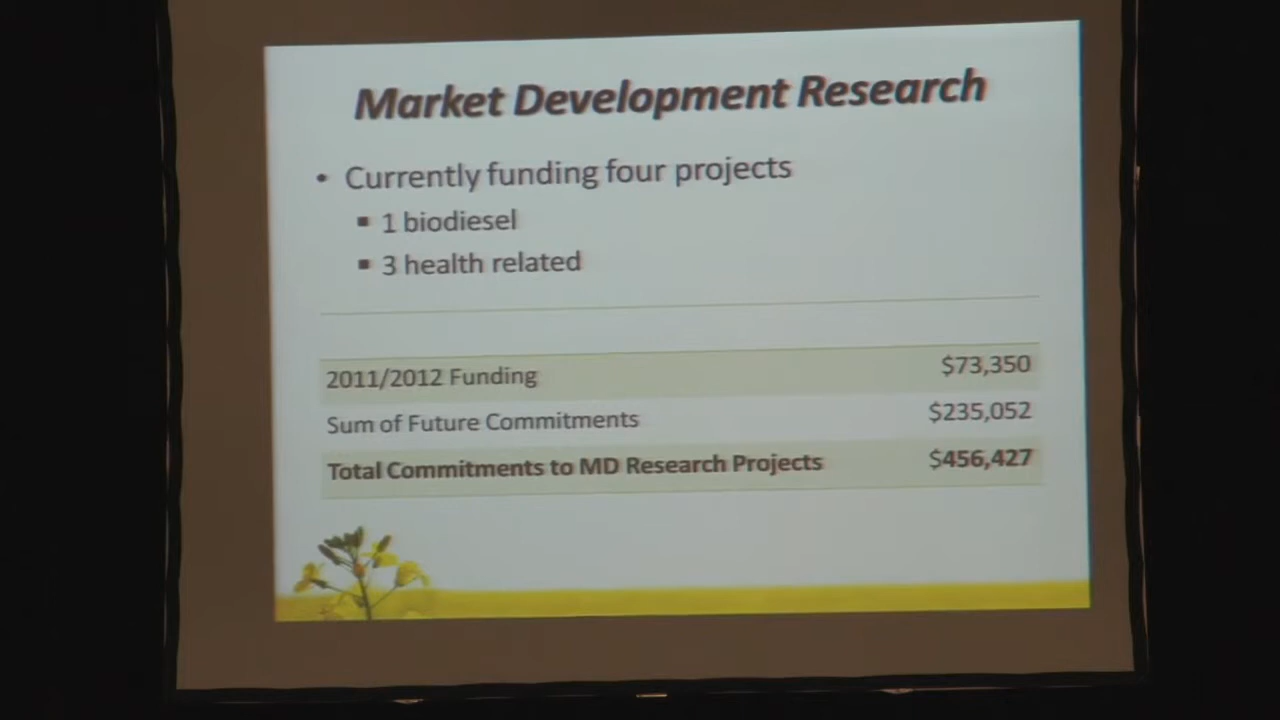 Market Development Research
• Currently funding four projects
▪ 1 biodiesel
▪ 3 health related
2011/2012 Funding $73,350
Sum of Future Commitments $235,052
Total Commitments to MD Research Projects $456,427